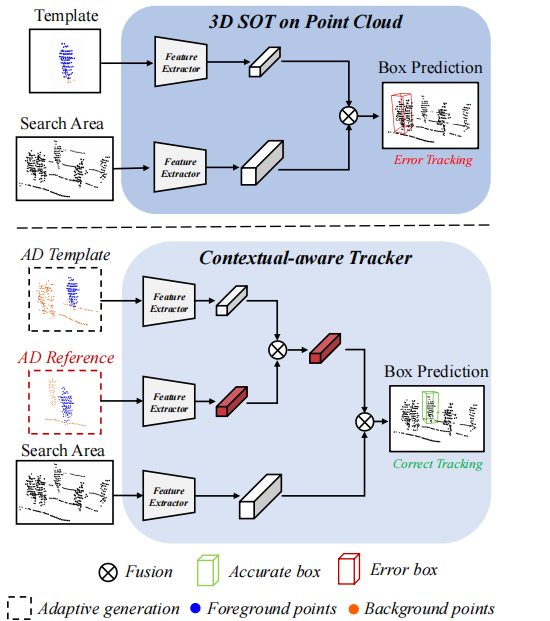 Template
3D SOT on Point Cloud
Feature
Extractor
Box Prediction
Search Area
Feature
Extractor
Error Tracking
AD Template
Contextual-aware Tracker
Feature
Extractor
AD Reference
Feature
Extractor
Box Prediction
Search Area
Feature
Extractor
Correct Tracking
Fusion
Accurate box
Error box
Adaptive generation
Foreground points
Background points